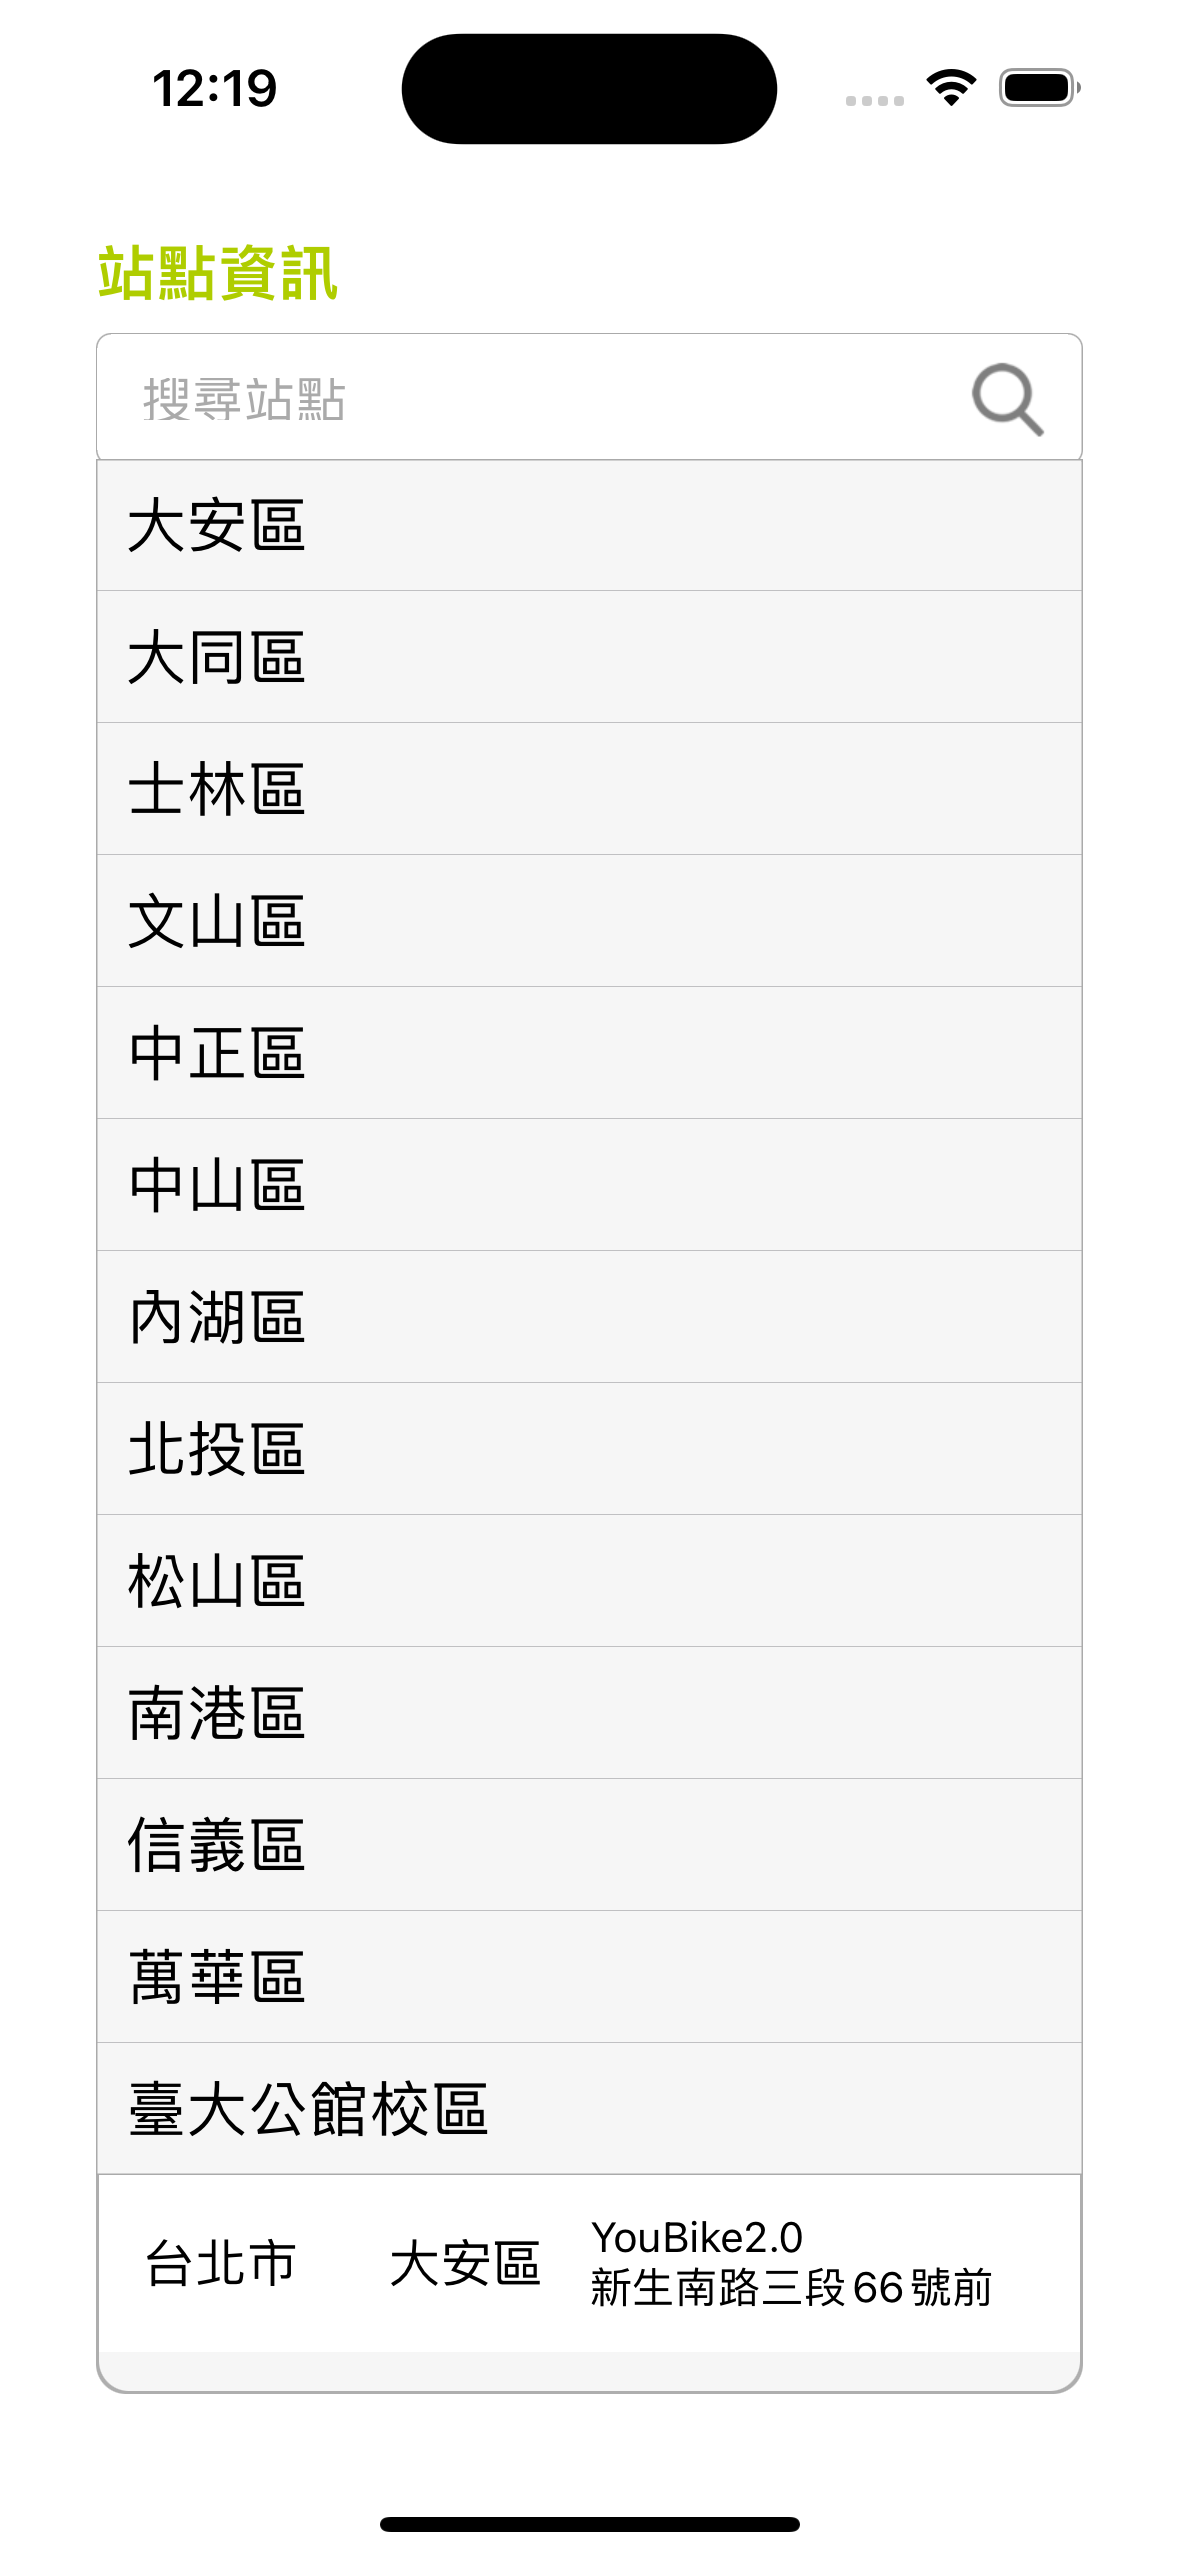 12:19
站點資訊
搜尋站點
大安區
大同區
士林區
文山區
中正區
中山區
內湖區
北投區
松山區
南港區
信義區
萬華區
臺大公館校區
台北市 大安區 YouBike2.0
新生南路三段66號前